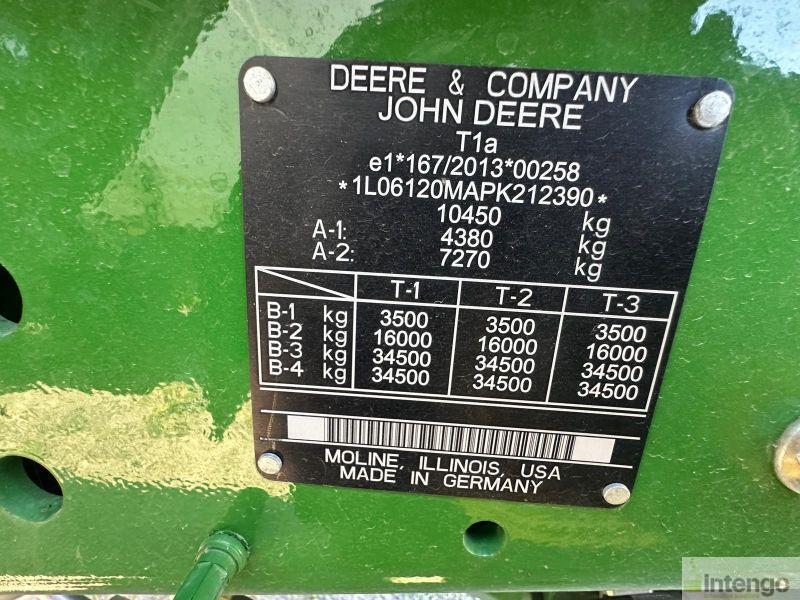 DEERE & COMPANY
JOHN DEERE
T1a
e1*167/2013*00258
*1L06120MAPK212390*
10450 kg
A-1: 4380 kg
A-2: 7270 kg
T-1 T-2 T-3
B-1 kg 3500 3500 3500
B-2 kg 16000 16000 16000
B-3 kg 34500 34500 34500
B-4 kg 34500 34500 34500
MOLINE, ILLINOIS, USA
MADE IN GERMANY
intengo